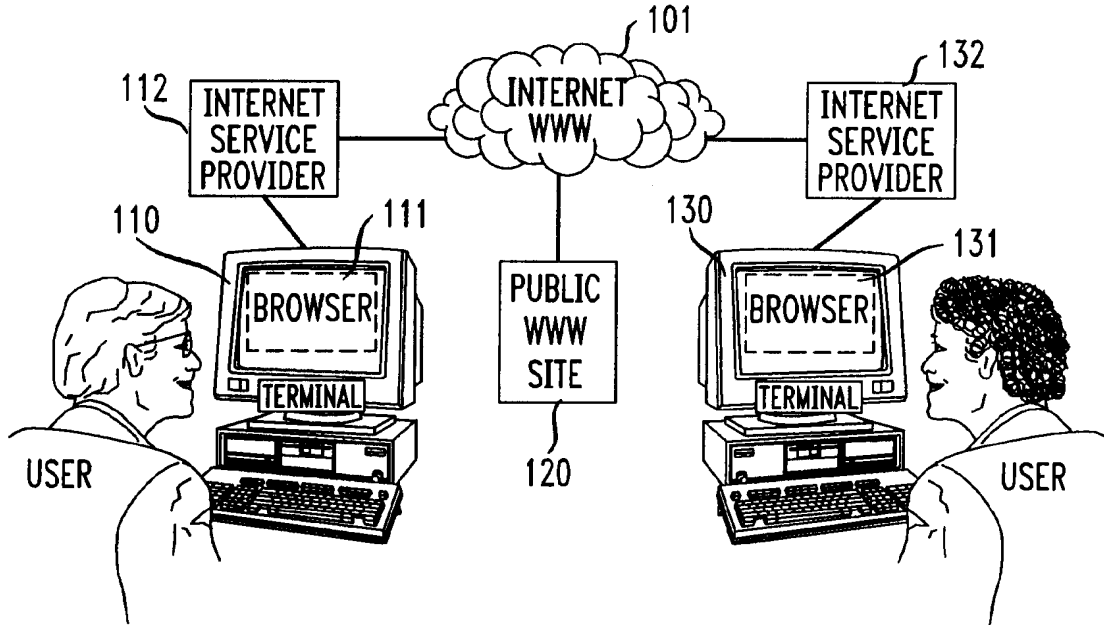 101
132
112
INTERNET
SERVICE
PROVIDER
INTERNET
WWW
INTERNET
SERVICE
PROVIDER
110
111
130
131
BROWSER
PUBLIC
WWW
SITE
BROWSER
TERMINAL
TERMINAL
USER
120
USER